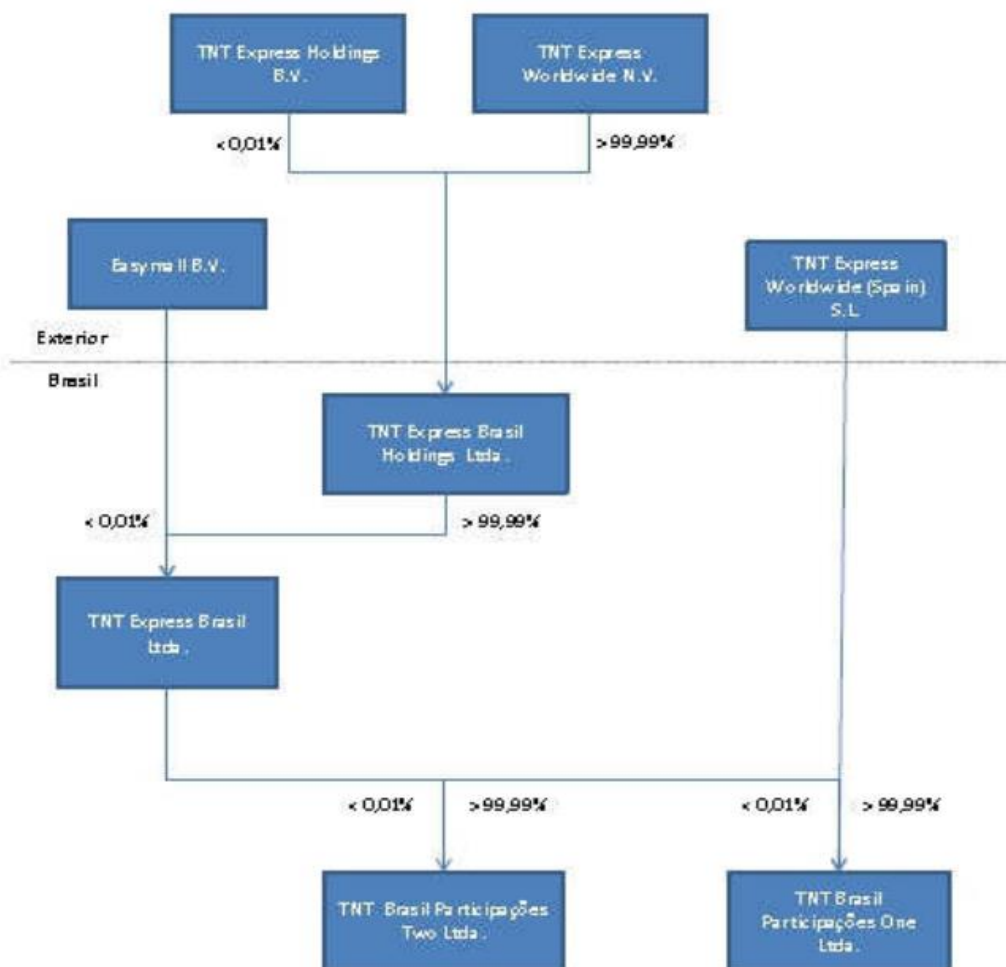 TNT Express Holdings
B.V.
TNT Express
Worldwide N.V.
< 0,01%
> 99,99%
Easymail B.V.
TNT Express
Worldwide (Spain)
S.L
Exterior
Brasil
TNT Express Brasil
Holdings Ltda.
< 0,01%
> 99,99%
TNT Express Brasil
Ltda.
< 0,01%
>99,99%
< 0,01%
>99,99%
TNT Brasil Participações
Two Ltda.
TNT Brasil
Participações One
Ltda.